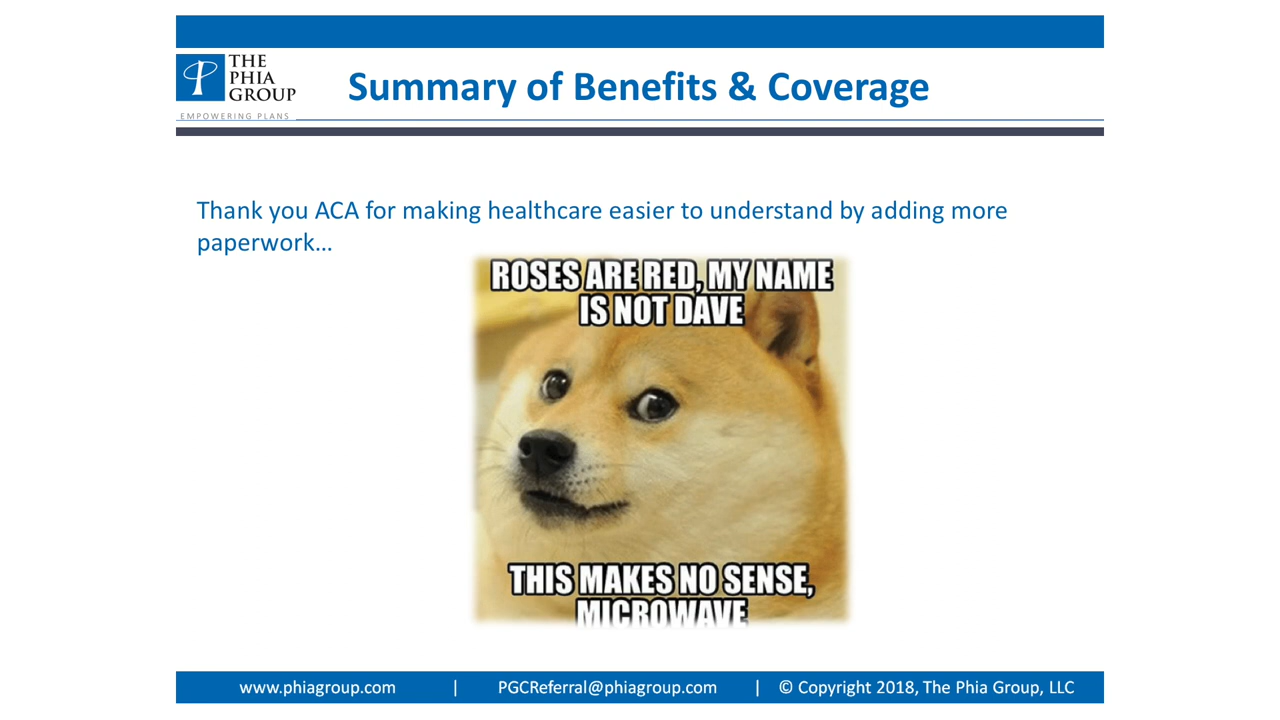 THE
PHIA
GROUP
EMPOWERING PLANS
Summary of Benefits & Coverage
Thank you ACA for making healthcare easier to understand by adding more
paperwork...
ROSES ARE RED, MY NAME
IS NOT DAVE
THIS MAKES NO SENSE,
MICROWAVE
www.phiagroup.com | PGCReferral@phiagroup.com | © Copyright 2018, The Phia Group, LLC